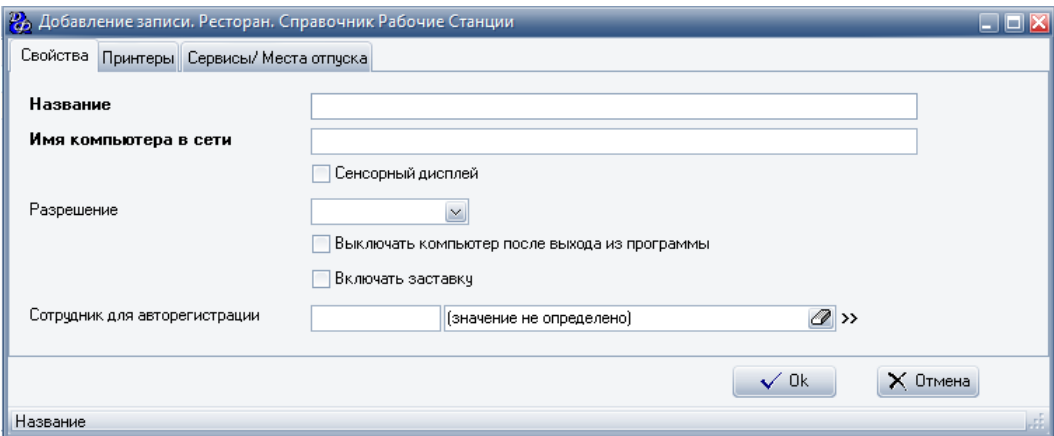 Добавление записи. Ресторан. Справочник Рабочие Станции
Свойства Принтеры Сервисы/ Места отпуска
Название
Имя компьютера в сети
Сенсорный дисплей
Разрешение
Выключать компьютер после выхода из программы
Включать заставку
Сотрудник для авторегистрации (значение не определено) >>
Ok Отмена
Название